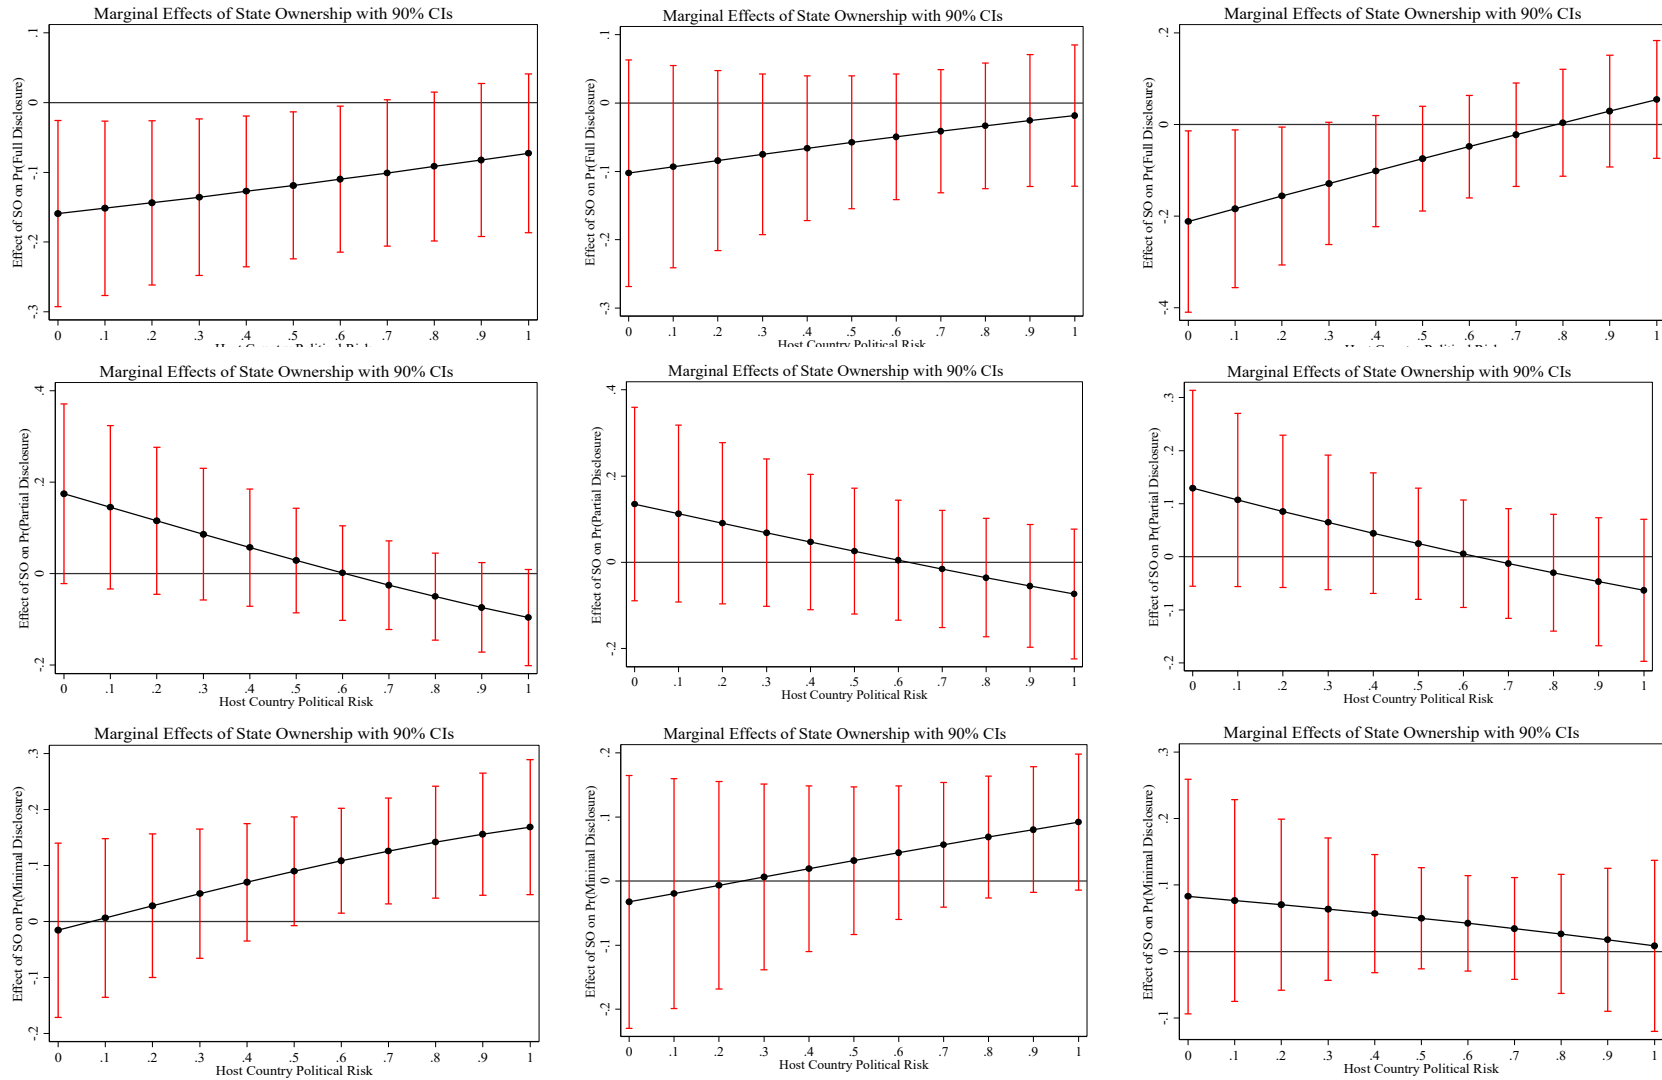 Marginal Effects of State Ownership with 90% CIs
Effect of SO on Pr(Full Disclosure)
.1
0
-.1
-.2
-.3
0 .1 .2 .3 .4 .5 .6 .7 .8 .9 1
Host Country Political Risk
Marginal Effects of State Ownership with 90% CIs
Effect of SO on Pr(Full Disclosure)
.1
0
-.1
-.2
-.3
0 .1 .2 .3 .4 .5 .6 .7 .8 .9 1
Host Country Political Risk
Marginal Effects of State Ownership with 90% CIs
Effect of SO on Pr(Full Disclosure)
.2
0
-.2
-.4
0 .1 .2 .3 .4 .5 .6 .7 .8 .9 1
Host Country Political Risk
Marginal Effects of State Ownership with 90% CIs
Effect of SO on Pr(Partial Disclosure)
.4
.2
0
-.2
0 .1 .2 .3 .4 .5 .6 .7 .8 .9 1
Host Country Political Risk
Marginal Effects of State Ownership with 90% CIs
Effect of SO on Pr(Partial Disclosure)
.4
.2
0
-.2
0 .1 .2 .3 .4 .5 .6 .7 .8 .9 1
Host Country Political Risk
Marginal Effects of State Ownership with 90% CIs
Effect of SO on Pr(Partial Disclosure)
.3
.2
.1
0
-.1
-.2
0 .1 .2 .3 .4 .5 .6 .7 .8 .9 1
Host Country Political Risk
Marginal Effects of State Ownership with 90% CIs
Effect of SO on Pr(Minimal Disclosure)
.3
.2
.1
0
-.1
-.2
0 .1 .2 .3 .4 .5 .6 .7 .8 .9 1
Host Country Political Risk
Marginal Effects of State Ownership with 90% CIs
Effect of SO on Pr(Minimal Disclosure)
.2
.1
0
-.1
-.2
0 .1 .2 .3 .4 .5 .6 .7 .8 .9 1
Host Country Political Risk
Marginal Effects of State Ownership with 90% CIs
Effect of SO on Pr(Minimal Disclosure)
.3
.2
.1
0
-.1
0 .1 .2 .3 .4 .5 .6 .7 .8 .9 1
Host Country Political Risk